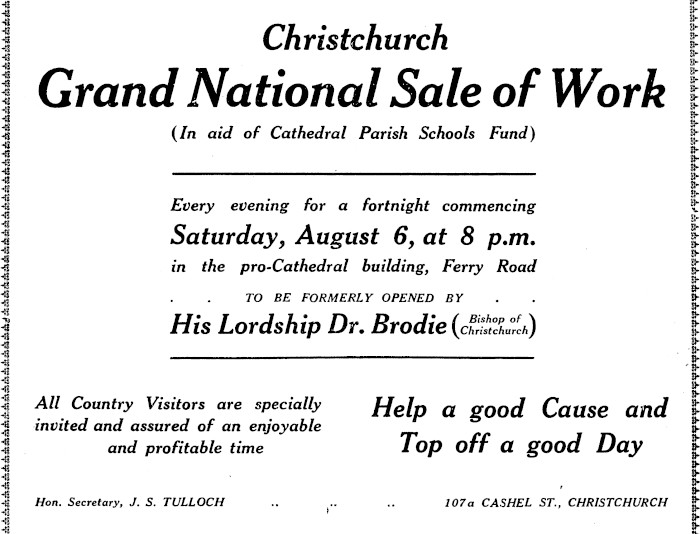 Christchurch
Grand National Sale of Work
(In aid of Cathedral Parish Schools Fund)
Every evening for a fortnight commencing
Saturday, August 6, at 8 p.m.
in the pro-Cathedral building, Ferry Road
. . TO BE FORMERLY OPENED BY . .
His Lordship Dr. Brodie (Bishop of Christchurch)
All Country Visitors are specially
invited and assured of an enjoyable
and profitable time
Help a good Cause and
Top off a good Day
Hon. Secretary, J. S. TULLOCH .. .. .. 107a CASHEL ST., CHRISTCHURCH